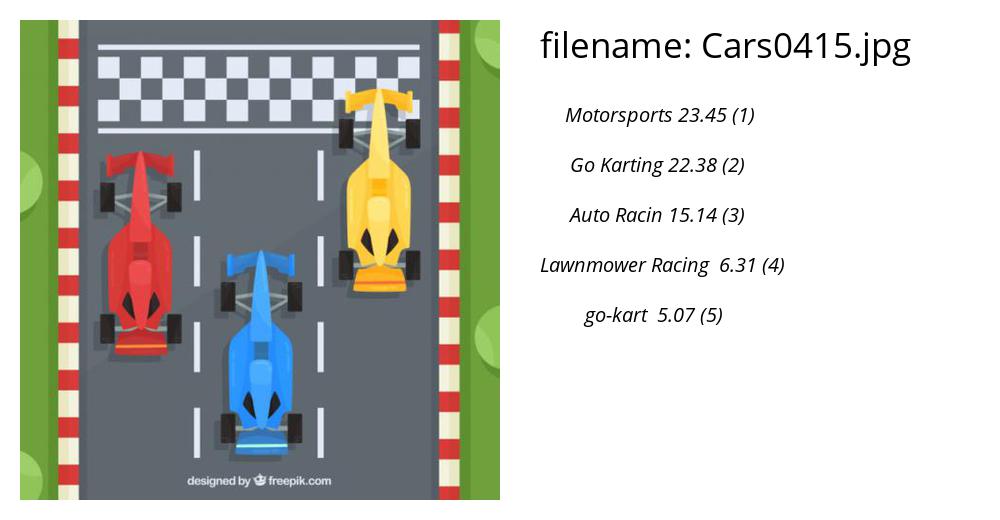 filename: Cars0415.jpg
Motorsports 23.45 (1)
Go Karting 22.38 (2)
Auto Racin 15.14 (3)
Lawnmower Racing  6.31 (4)
go-kart  5.07 (5)
designed by freepik.com